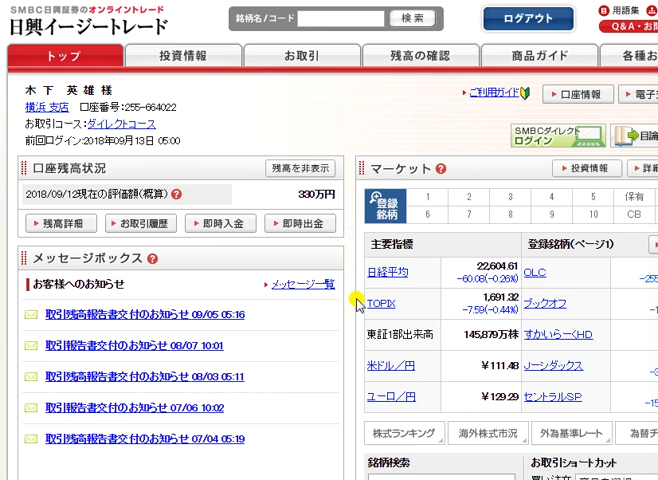 SMBC日興証券のオンライントレード
日興イージートレード
銘柄名／コード
検索
ログアウト
用語集
Q&A・お問
トップ
投資情報
お取引
残高の確認
商品ガイド
各種お
木下 英雄 様
横浜 支店 口座番号:255-664022
お取引コース:ダイレクトコース
前回ログイン:2018年09月13日 05:00
ご利用ガイド
口座情報
電子
SMBCダイレクト
ログイン
目論
口座残高状況
残高を非表示
2018/09/12現在の評価額(概算) ?
330万円
残高詳細
お取引履歴
即時入金
即時出金
メッセージボックス ?
お客様へのお知らせ
メッセージ一覧
取引残高報告書交付のお知らせ 09/05 05:16
取引報告書交付のお知らせ 08/07 10:01
取引残高報告書交付のお知らせ 08/03 05:11
取引報告書交付のお知らせ 07/06 10:02
取引残高報告書交付のお知らせ 07/04 05:19
マーケット ?
投資情報
詳細
登録
銘柄
1 2 3 4 5 保有
6 7 8 9 10 CB
主要指標
登録銘柄(ページ1)
日経平均 22,604.61 OLC
-60.08(-0.26%) -255
TOPIX 1,691.32 ブックオフ
-7.59(-0.44%) -1
東証1部出来高 145,879万株 すかいらーくHD
米ドル／円 ￥111.48 Jーシダックス
-3
ユーロ／円 ￥129.29 セントラルSP
-15
株式ランキング
海外株式市況
外為基準レート
為替チ
銘柄検索
お取引ショートカット
買い注文